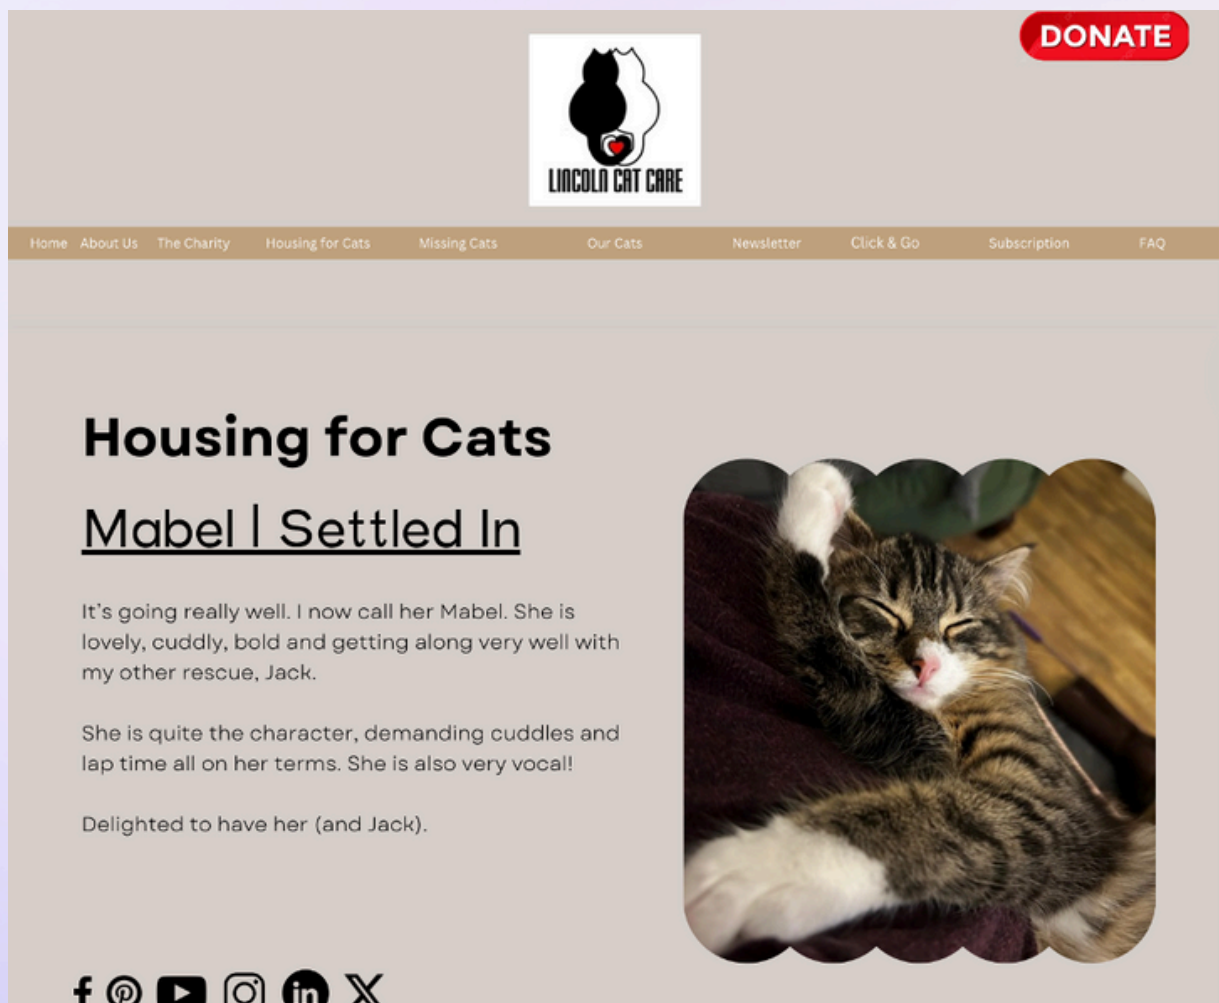 DONATE
LINCOLN CAT CARE
Home About Us The Charity Housing for Cats Missing Cats Our Cats Newsletter Click & Go Subscription FAQ
Housing for Cats
Mabel | Settled In
It's going really well. I now call her Mabel. She is
lovely, cuddly, bold and getting along very well with
my other rescue, Jack.
She is quite the character, demanding cuddles and
lap time all on her terms. She is also very vocal!
Delighted to have her (and Jack).